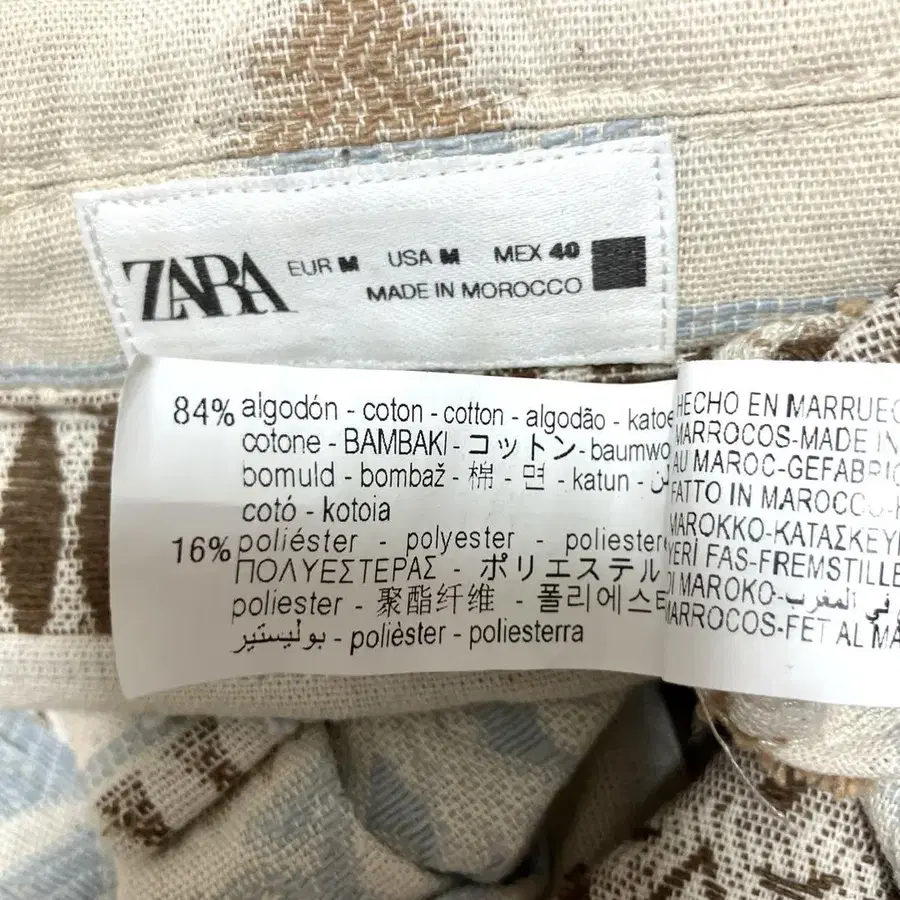 ZARA
EUR M USA M MEX 40
MADE IN MOROCCO
84% algodón - coton - cotton - algodão - katoe
cotone - BAMBAKI - コットン - baumwo
bomuld - bombaž - 棉 - 면 - katun -
cotó - kotoia
16% poliéster - polyester - poliester
ΠΟΛΥΕΣΤΕΡΑΣ - ポリエステル
poliester - 聚酯纤维 - 폴리에스테
بوليستير - polièster - poliesterra
HECHO EN MARRUEC
MARROCOS-MADE IN
AU MAROC-GEFABRIC
FATTO IN MAROCCO-
MAROKKO-ΚΑΤΑΣΚΕΥ
YERİ FAS-FREMSTILLE
DI MAROKO-في المغرب
MARROCOS-FET AL MA